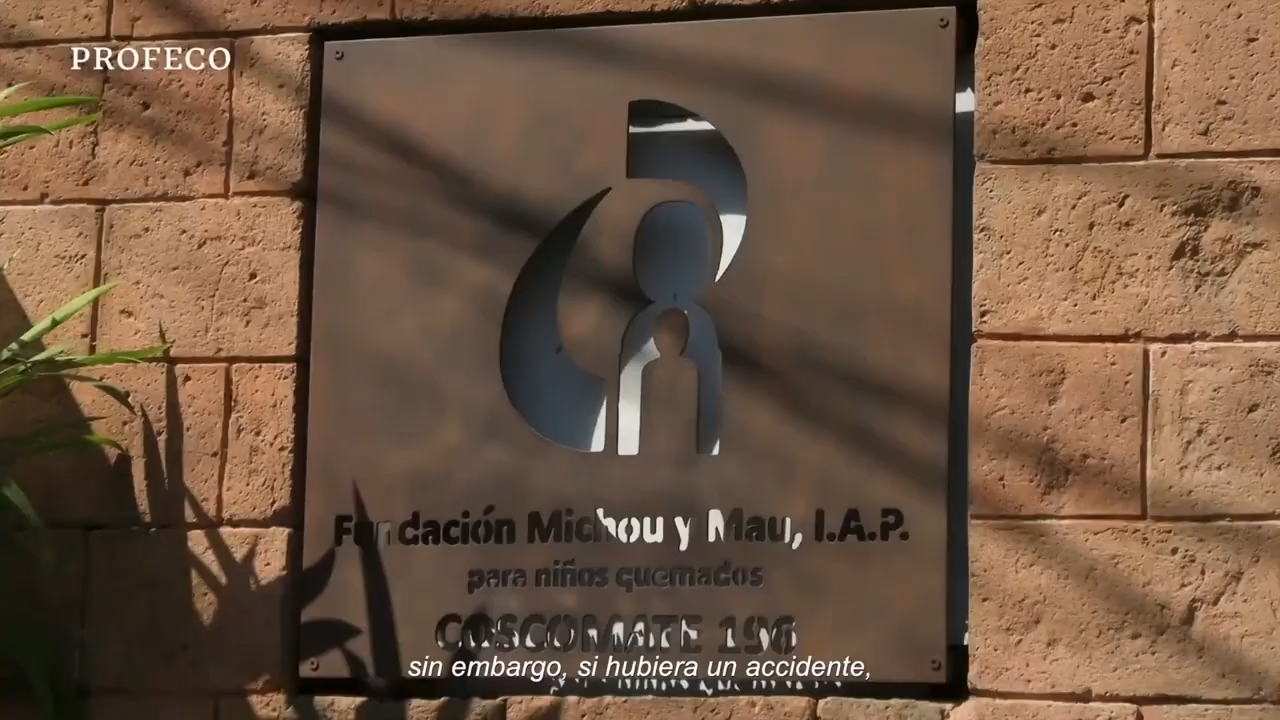 PROFECO
Fundación Michou y Mau, I.A.P.
para niños quemados
COSCOMATE 196
sin embargo, si hubiera un accidente,